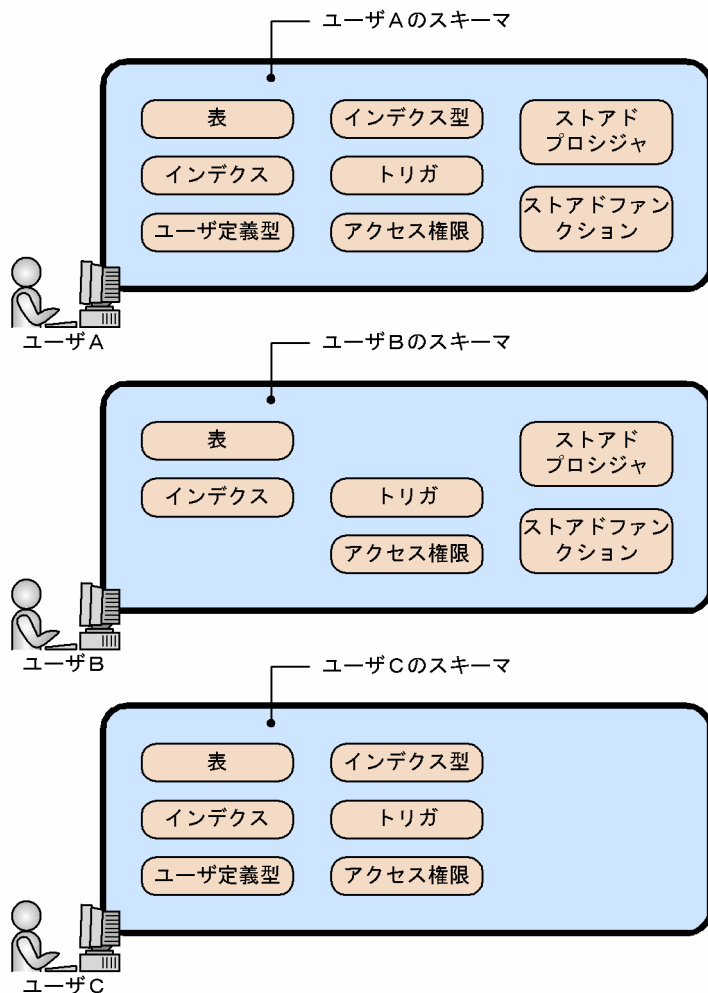 ユーザAのスキーマ
表
インデクス型
ストアド
プロシジャ
インデクス
トリガ
ストアドファン
クション
ユーザ定義型
アクセス権限
ユーザA
ユーザBのスキーマ
表
ストアド
プロシジャ
インデクス
トリガ
ストアドファン
クション
アクセス権限
ユーザB
ユーザCのスキーマ
表
インデクス型
インデクス
トリガ
ユーザ定義型
アクセス権限
ユーザC